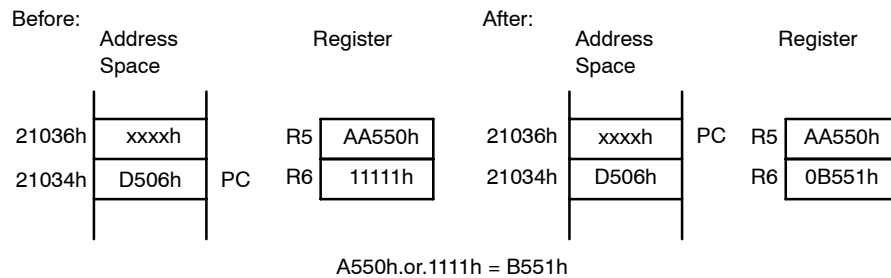 Before: After:
Address Space Register Address Space Register
21036h xxxxh R5 AA550h 21036h xxxxh PC R5 AA550h
21034h D506h PC R6 11111h 21034h D506h R6 0B551h
A550h.or.1111h = B551h